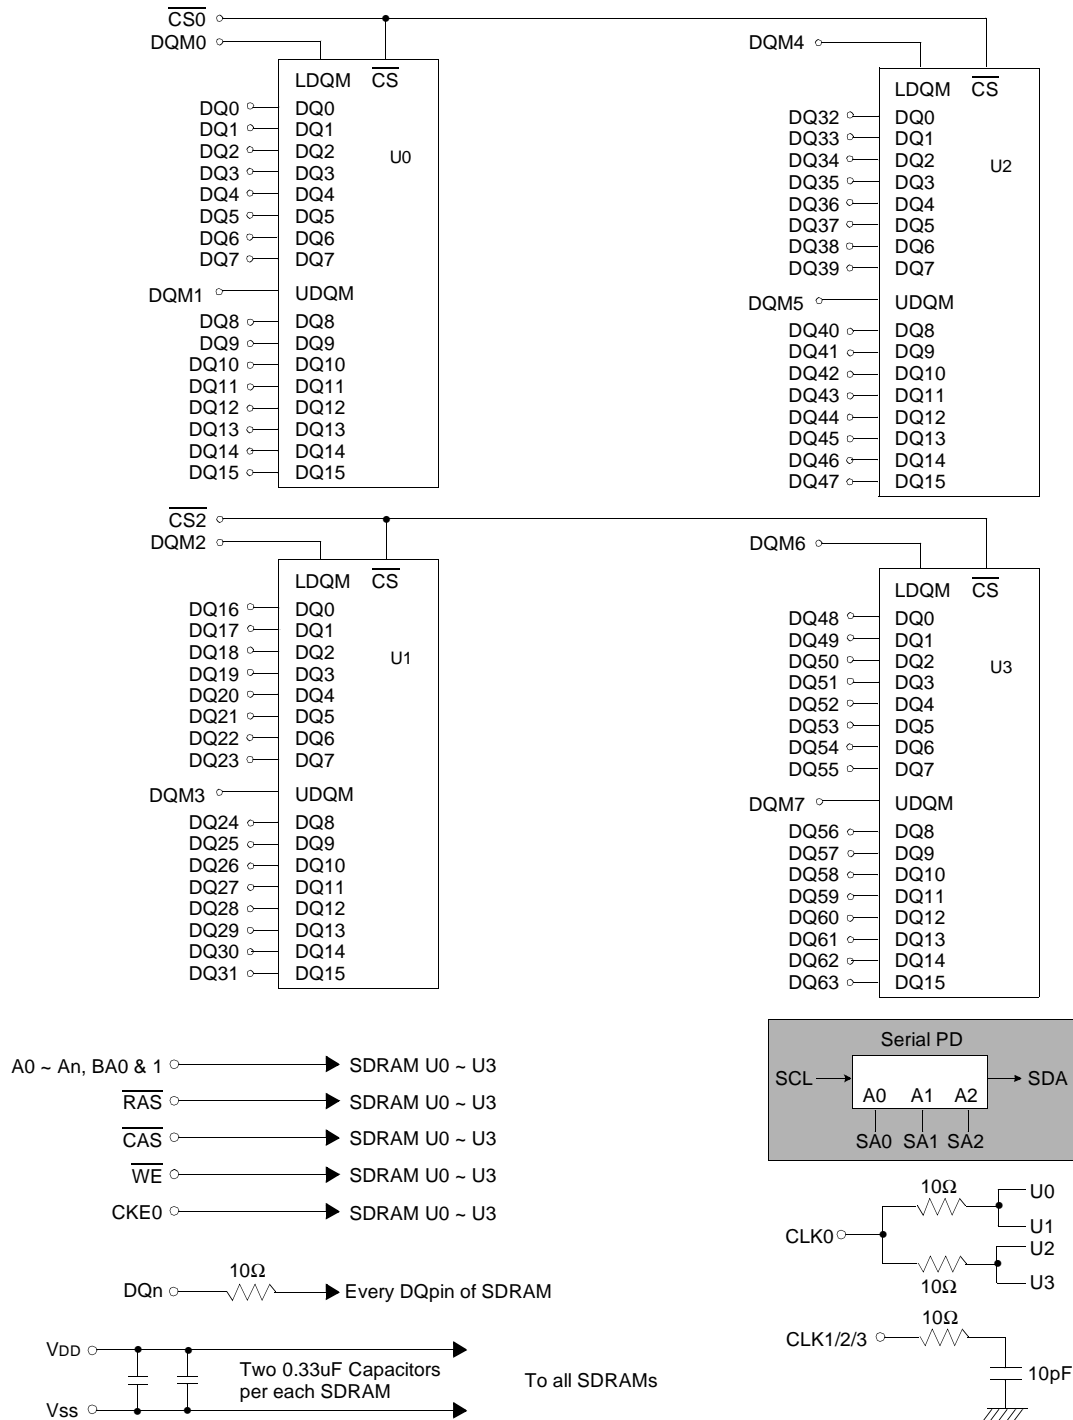 CS0
DQM0
LDQM CS
DQ0 DQ0
DQ1 DQ1
DQ2 DQ2
U0
DQ3 DQ3
DQ4 DQ4
DQ5 DQ5
DQ6 DQ6
DQ7 DQ7
DQM1 UDQM
DQ8 DQ8
DQ9 DQ9
DQ10 DQ10
DQ11 DQ11
DQ12 DQ12
DQ13 DQ13
DQ14 DQ14
DQ15 DQ15
DQM4
LDQM CS
DQ32 DQ0
DQ33 DQ1
DQ34 DQ2
U2
DQ35 DQ3
DQ36 DQ4
DQ37 DQ5
DQ38 DQ6
DQ39 DQ7
DQM5 UDQM
DQ40 DQ8
DQ41 DQ9
DQ42 DQ10
DQ43 DQ11
DQ44 DQ12
DQ45 DQ13
DQ46 DQ14
DQ47 DQ15
CS2
DQM2
LDQM CS
DQ16 DQ0
DQ17 DQ1
DQ18 DQ2
U1
DQ19 DQ3
DQ20 DQ4
DQ21 DQ5
DQ22 DQ6
DQ23 DQ7
DQM3 UDQM
DQ24 DQ8
DQ25 DQ9
DQ26 DQ10
DQ27 DQ11
DQ28 DQ12
DQ29 DQ13
DQ30 DQ14
DQ31 DQ15
DQM6
LDQM CS
DQ48 DQ0
DQ49 DQ1
DQ50 DQ2
U3
DQ51 DQ3
DQ52 DQ4
DQ53 DQ5
DQ54 DQ6
DQ55 DQ7
DQM7 UDQM
DQ56 DQ8
DQ57 DQ9
DQ58 DQ10
DQ59 DQ11
DQ60 DQ12
DQ61 DQ13
DQ62 DQ14
DQ63 DQ15
A0 ~ An, BA0 & 1 SDRAM U0 ~ U3
RAS SDRAM U0 ~ U3
CAS SDRAM U0 ~ U3
WE SDRAM U0 ~ U3
CKE0 SDRAM U0 ~ U3
10Ω
DQn Every DQpin of SDRAM
VDD
Two 0.33uF Capacitors
per each SDRAM
To all SDRAMs
Vss
Serial PD
SCL SDA
A0 A1 A2
SA0 SA1 SA2
10Ω
U0
U1
CLK0
U2
10Ω
U3
10Ω
CLK1/2/3
10pF